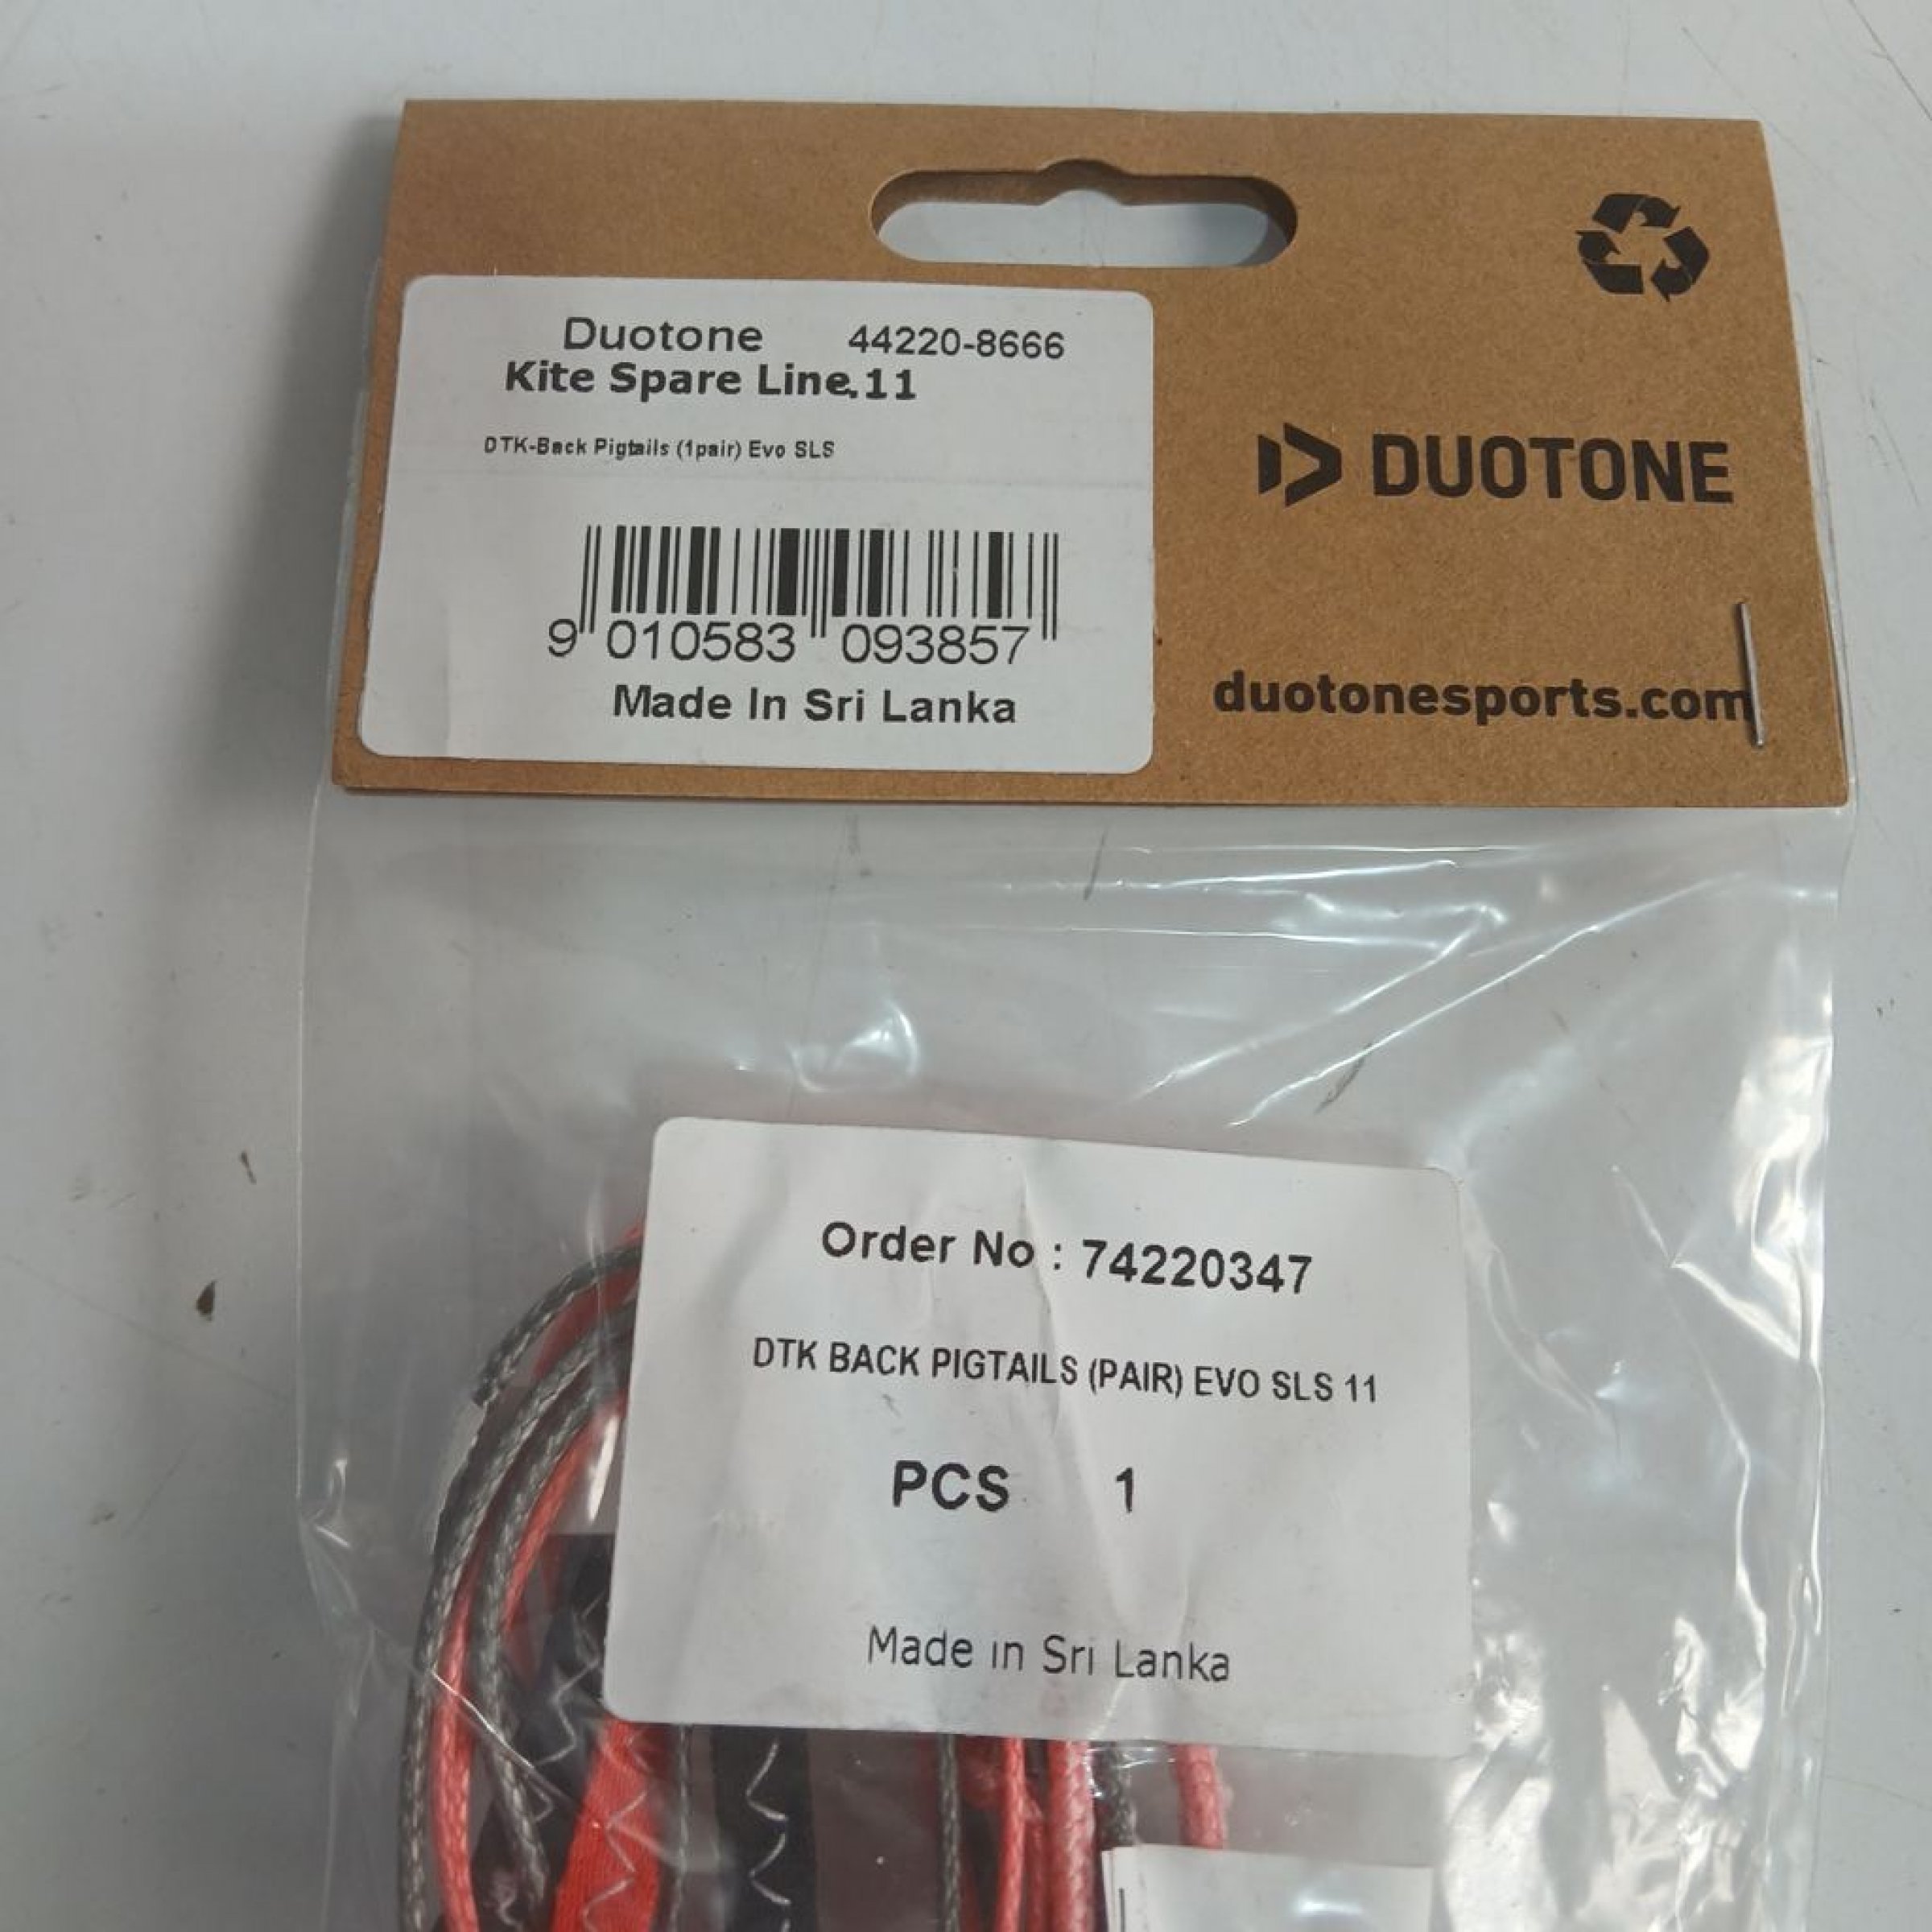 Duotone 44220-8666
Kite Spare Line.11
DTK-Back Pigtails (1pair) Evo SLS
9 010583 093857
Made In Sri Lanka
DUOTONE
duotonesports.com
Order No : 74220347
DTK BACK PIGTAILS (PAIR) EVO SLS 11
PCS 1
Made in Sri Lanka